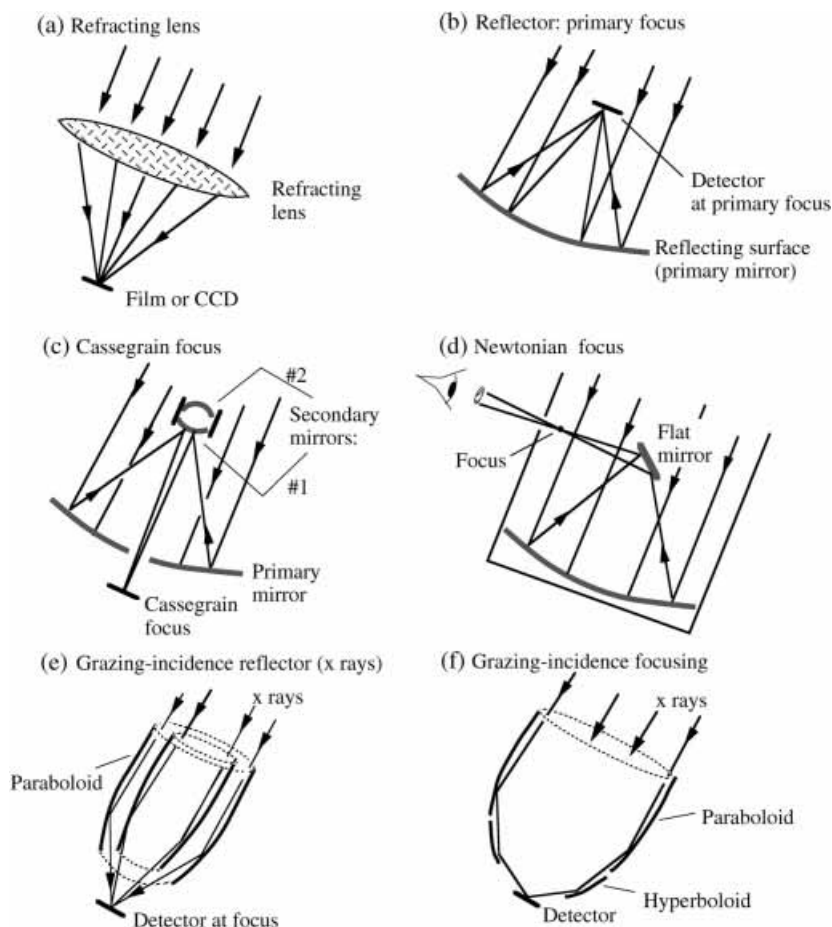 (a) Refracting lens
Refracting
lens
Film or CCD
(b) Reflector: primary focus
Detector
at primary focus
Reflecting surface
(primary mirror)
(c) Cassegrain focus
#2
Secondary
mirrors:
#1
Primary
mirror
Cassegrain
focus
(d) Newtonian focus
Flat
mirror
Focus
(e) Grazing-incidence reflector (x rays)
x rays
Paraboloid
Detector at focus
(f) Grazing-incidence focusing
x rays
Paraboloid
Hyperboloid
Detector